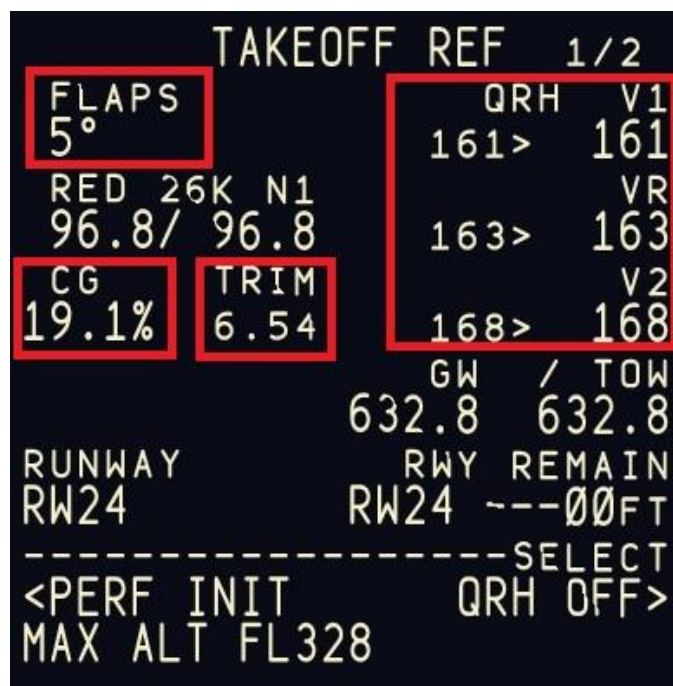 TAKEOFF REF 1/2
FLAPS QRH V1
5° 161> 161
RED 26K N1 VR
96.8/ 96.8 163> 163
CG TRIM V2
19.1% 6.54 168> 168
GW / TOW
632.8 632.8
RUNWAY RWY REMAIN
RW24 RW24 ---00FT
------------------SELECT
<PERF INIT QRH OFF>
MAX ALT FL328